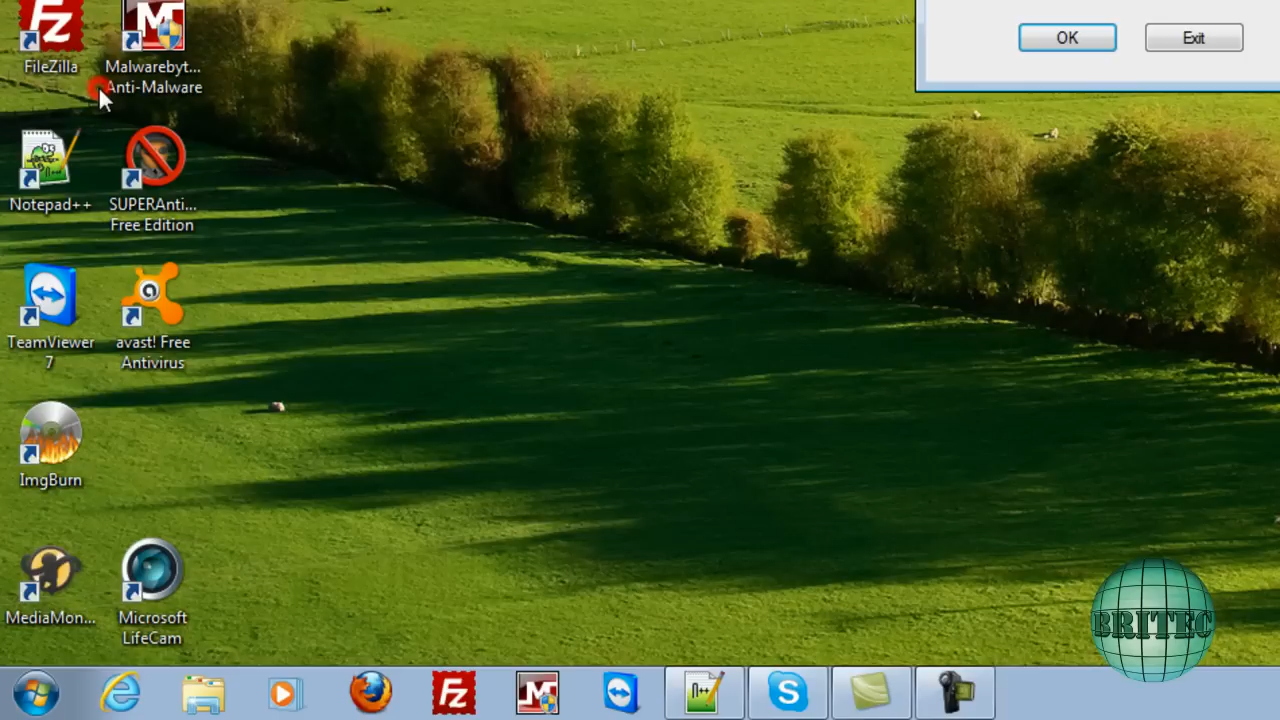 OK
Exit
FileZilla
Malwarebyt...
Anti-Malware
Notepad++
SUPERAnti...
Free Edition
TeamViewer
7
avast! Free
Antivirus
ImgBurn
MediaMon...
Microsoft
LifeCam
BRITEC